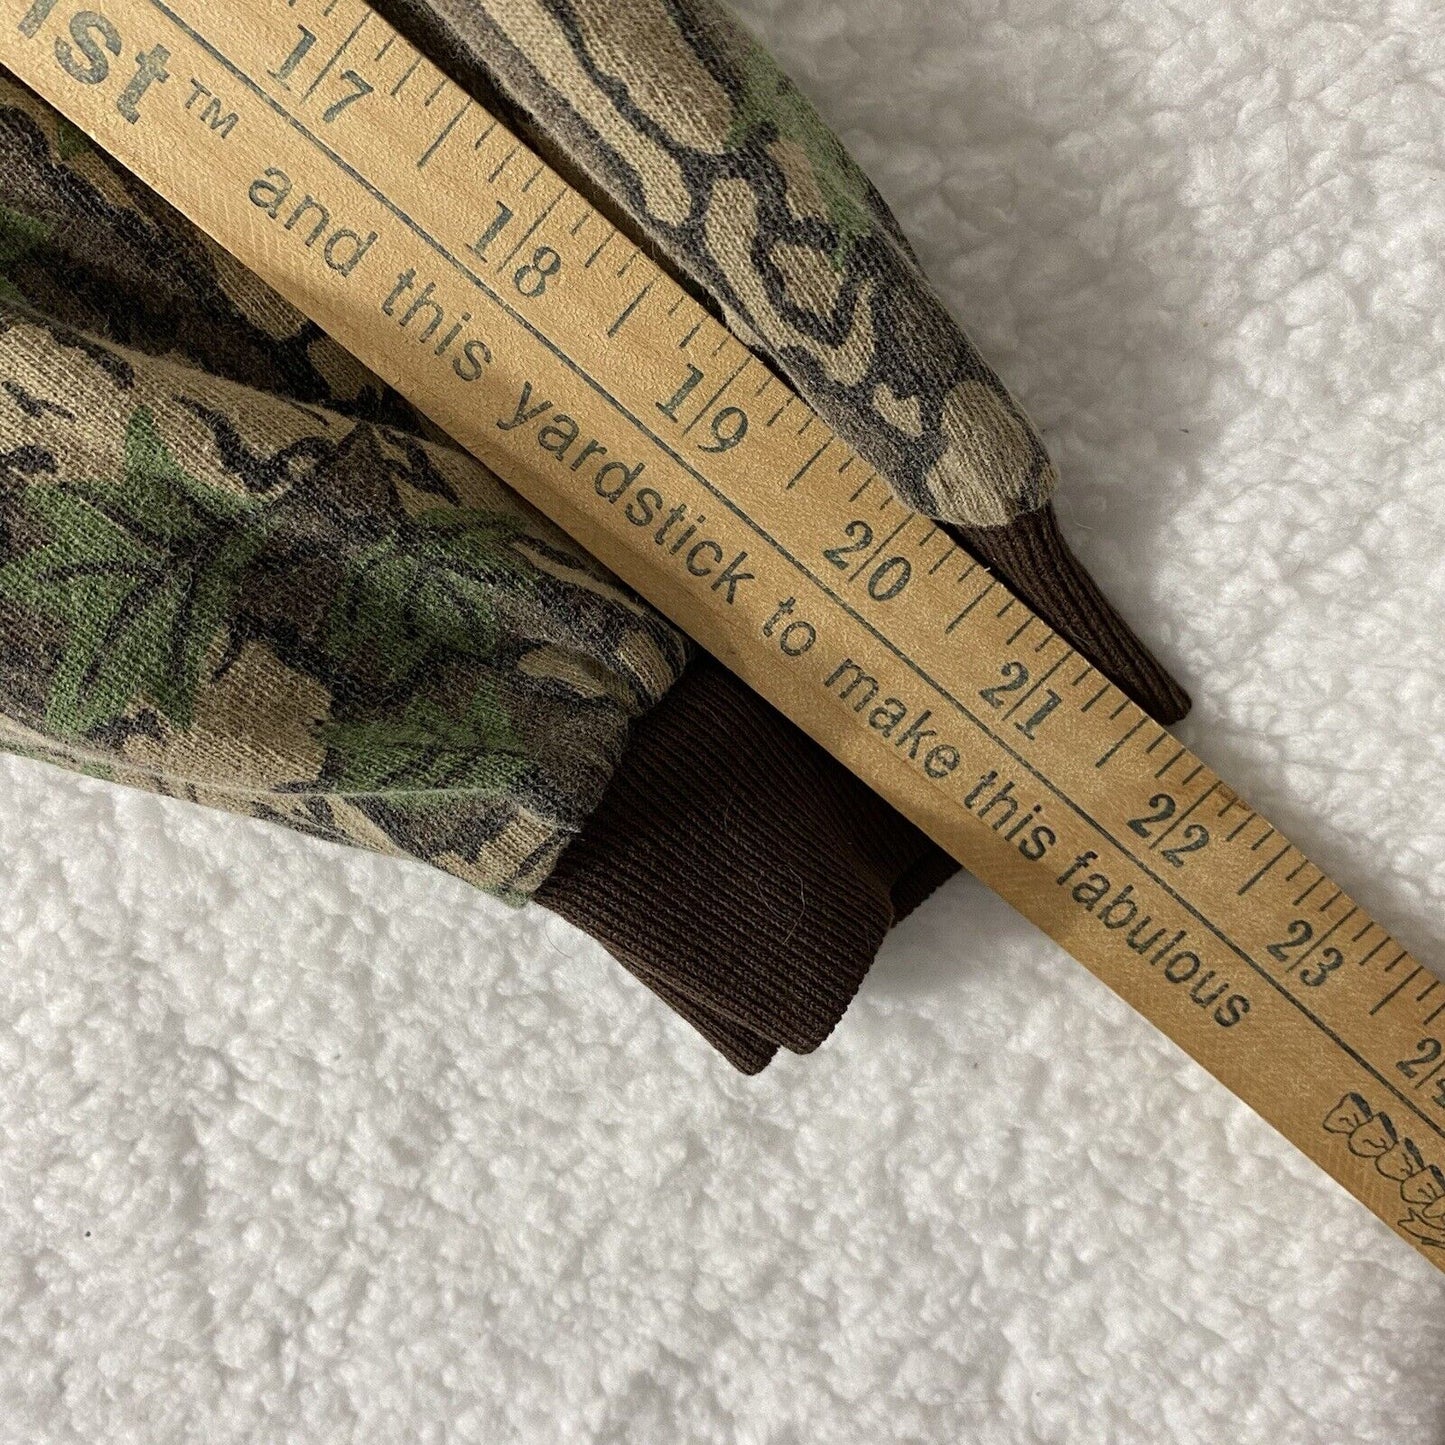 17 18 19 20 21 22 23
ist™ and this yardstick to make this fabulous